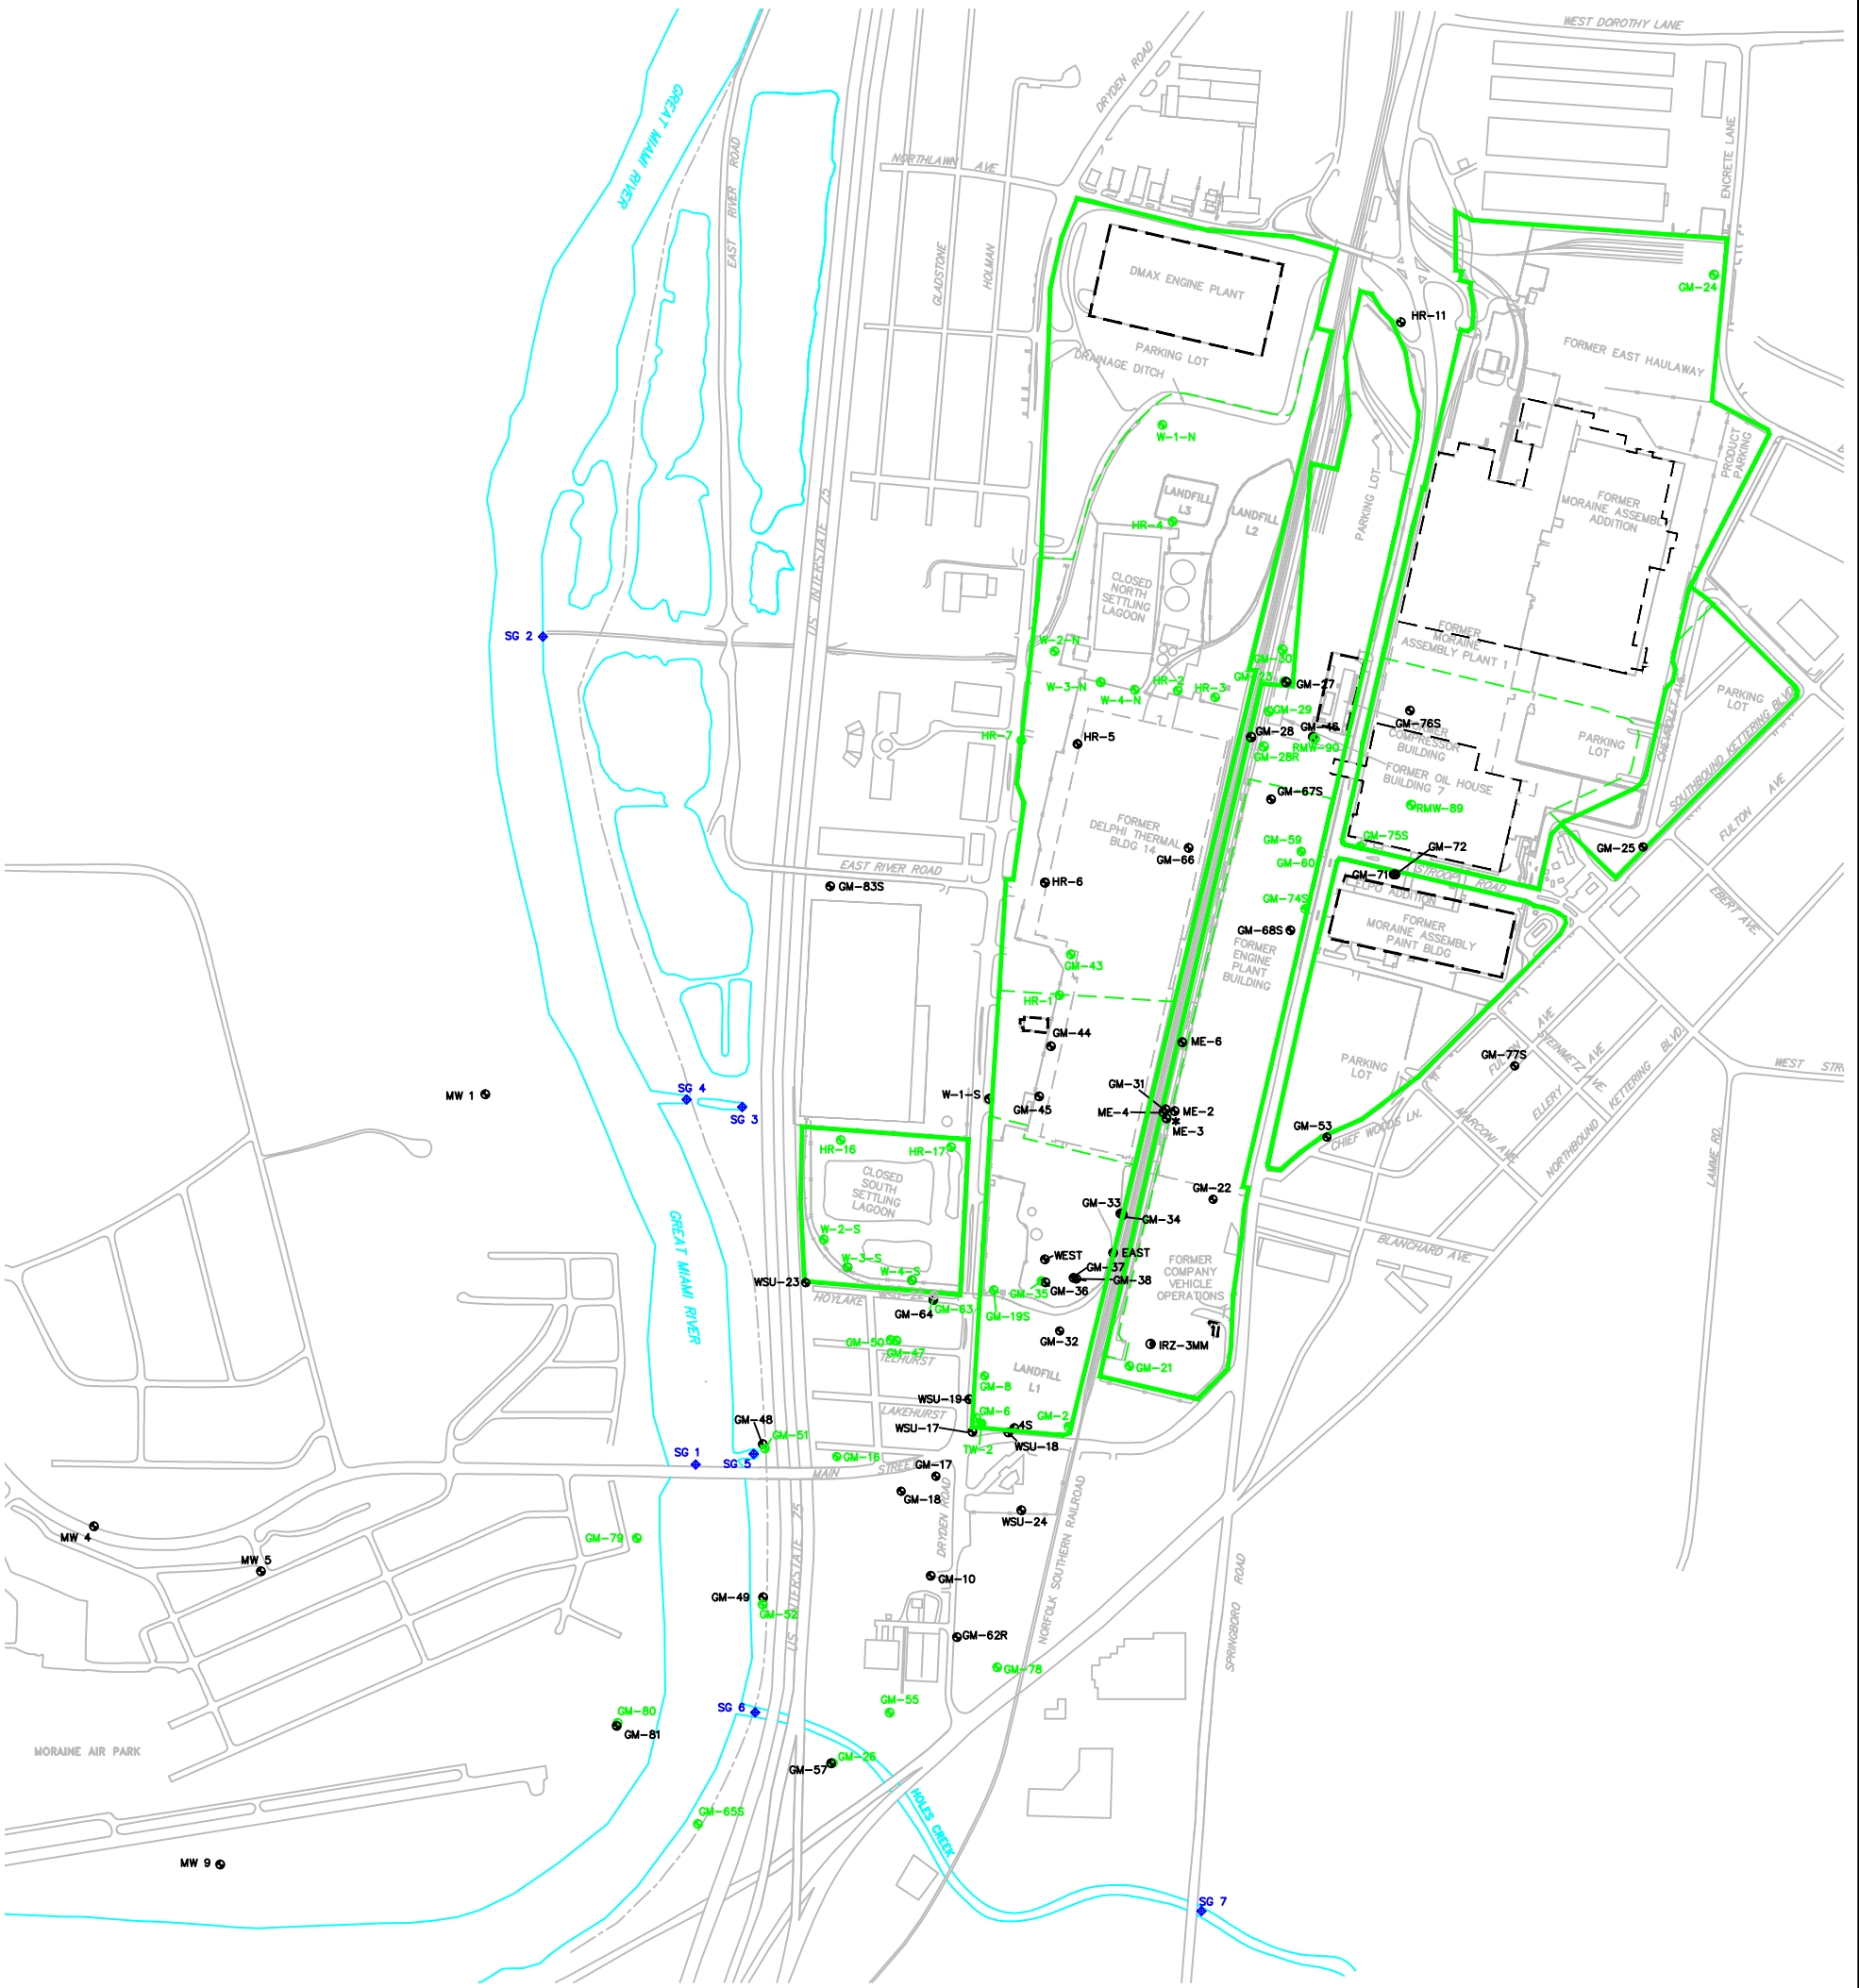 WEST DOROTHY LANE
DRYDEN ROAD
GREAT MIAMI RIVER
EAST RIVER ROAD
NORTHLAWN AVE
ENCRETE LANE
GLADSTONE
HOLMAN
DMAX ENGINE PLANT
GM-24
HR-11
PARKING LOT
DRAINAGE DITCH
FORMER EAST HAULAWAY
W-1-N
PRODUCT
PARKING
LANDFILL
L3
LANDFILL
L2
HR-4
PARKING LOT
FORMER
MORAINE ASSEMBL
ADDITION
US INTERSTATE 75
CLOSED
NORTH
SETTLING
LAGOON
SG 2
W-2-N
GM-30
FORMER
MORAINE
ASSEMBLY PLANT 1
W-3-N
W-4-N
HR-2
HR-3
GM-23
GM-27
PARKING
LOT
CHEVROLET AVE.
SOUTHBOUND KETTERING BLVD.
GM-29
GM-76S
HR-7
HR-5
GM-28
GM-46
GM-28R
RMW-90
COMPRESSOR
BUILDING
PARKING
LOT
FORMER OIL HOUSE
BUILDING 7
GM-67S
RMW-89
FULTON AVE
FORMER
DELPHI THERMAL
BLDG 14
GM-66
GM-59
GM-60
GM-75S
GM-72
GM-25
EAST RIVER ROAD
GM-83S
HR-6
GM-71
STROOP ROAD
ELPO ADDITION
EBERT AVE.
GM-74S
GM-68S
FORMER
MORAINE ASSEMBLY
PAINT BLDG
FORMER
ENGINE
PLANT
BUILDING
GM-43
HR-1
GM-44
ME-6
FULTON AVE
STEINMETZ AVE
GM-77S
KETTERING BLVD.
PARKING
LOT
WEST STR
MW 1
SG 4
SG 3
W-1-S
GM-45
GM-31
ME-4
ME-2
ME-3
*
ELLERY AVE
MARCONI AVE.
NORTHBOUND
GM-53
CHIEF WOODS LN.
LAMME RD.
HR-16
HR-17
CLOSED
SOUTH
SETTLING
LAGOON
GM-22
GM-33
GM-34
GREAT MIAMI RIVER
W-2-S
BLANCHARD AVE.
WEST
EAST
W-3-S
W-4-S
FORMER
COMPANY
VEHICLE
OPERATIONS
WSU-23
GM-37
GM-38
GM-35
GM-36
HOYLAKE
GM-64
GM-63
GM-19S
GM-50
GM-47
TELHURST
GM-32
IRZ-3MM
LANDFILL
L1
GM-21
GM-8
WSU-19
LAKEHURST
GM-6
GM-2
WSU-17
4S
TW-2
WSU-18
GM-48
GM-51
SG 1
SG 5
GM-16
MAIN STREET
GM-17
GM-18
WSU-24
MW 4
GM-79
DRYDEN ROAD
NORFOLK SOUTHERN RAILROAD
MW 5
US INTERSTATE 75
GM-10
GM-49
GM-52
SPRINGBORO ROAD
GM-62R
GM-78
GM-55
GM-80
GM-81
SG 6
MORAINE AIR PARK
GM-57
GM-26
HOLES CREEK
GM-65S
MW 9
SG 7